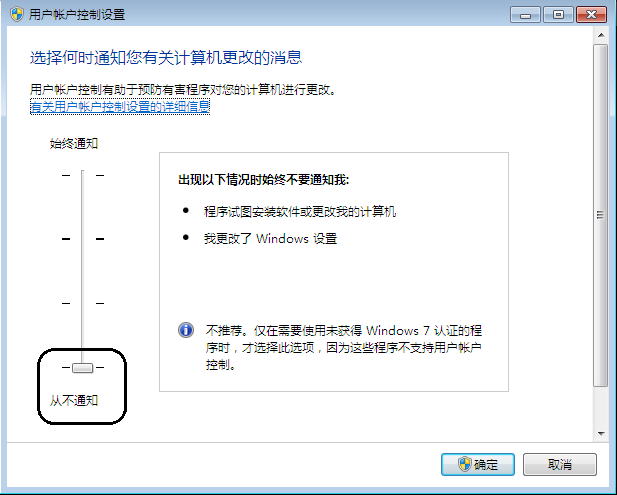 用户帐户控制设置
选择何时通知您有关计算机更改的消息
用户帐户控制有助于预防有害程序对您的计算机进行更改。
有关用户帐户控制设置的详细信息
始终通知
出现以下情况时始终不要通知我:
程序试图安装软件或更改我的计算机
我更改了 Windows 设置
不推荐。仅在需要使用未获得 Windows 7 认证的程
序时，才选择此选项，因为这些程序不支持用户帐户
控制。
从不通知
确定
取消